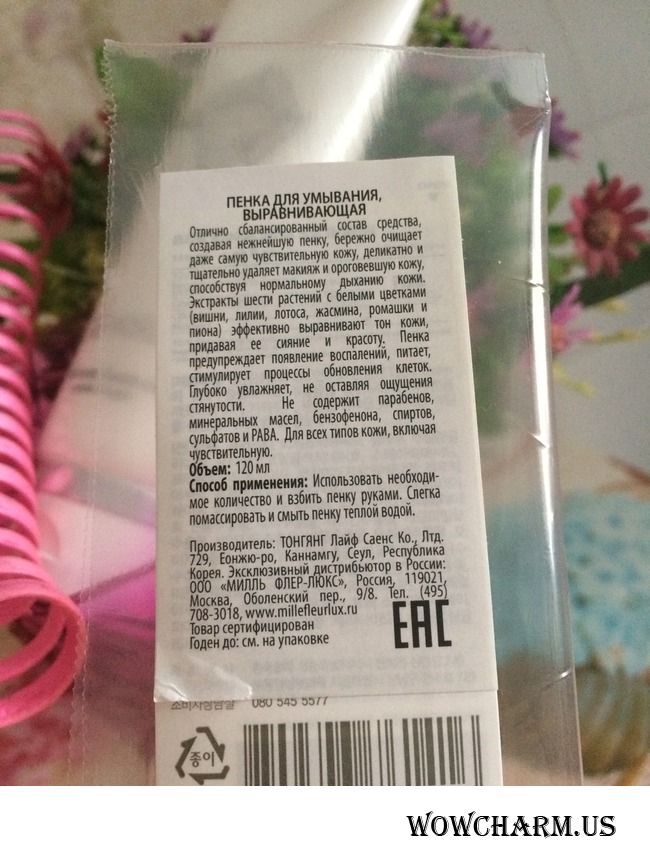 ПЕНКА ДЛЯ УМЫВАНИЯ,
ВЫРАВНИВАЮЩАЯ
Отлично сбалансированный состав средства,
создавая нежнейшую пенку, бережно очищает
даже самую чувствительную кожу, деликатно и
тщательно удаляет макияж и ороговевшую кожу,
способствуя нормальному дыханию кожи.
Экстракты шести растений с белыми цветками
(вишни, лилии, лотоса, жасмина, ромашки и
пиона) эффективно выравнивают тон кожи,
придавая ее сияние и красоту. Пенка
предупреждает появление воспалений, питает,
стимулирует процессы обновления клеток.
Глубоко увлажняет, не оставляя ощущения
стянутости. Не содержит парабенов,
минеральных масел, бензофенона, спиртов,
сульфатов и PABA. Для всех типов кожи, включая
чувствительную.
Объем: 120 мл
Способ применения: Использовать необходи-
мое количество и взбить пенку руками. Слегка
помассировать и смыть пенку теплой водой.
Производитель: ТОНГЯНГ Лайф Саенс Ко., Лтд.
729, Еонжю-ро, Каннамгу, Сеул, Республика
Корея. Эксклюзивный дистрибьютор в России:
ООО «МИЛЛЬ ФЛЕР-ЛЮКС», Россия, 119021,
Москва, Оболенский пер., 9/8. Тел. (495)
708-3018, www.millefleurlux.ru
Товар сертифицирован
Годен до: см. на упаковке
EAC
소비자상담실 080 545 5577
종이
WOWCHARM.US